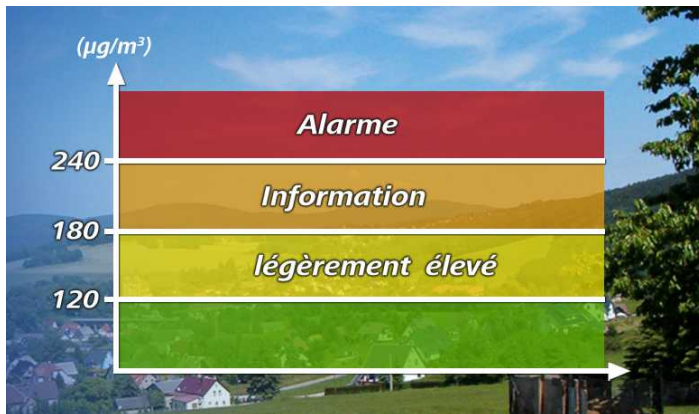 (µg/m³)
Alarme
240
Information
180
légèrement élevé
120